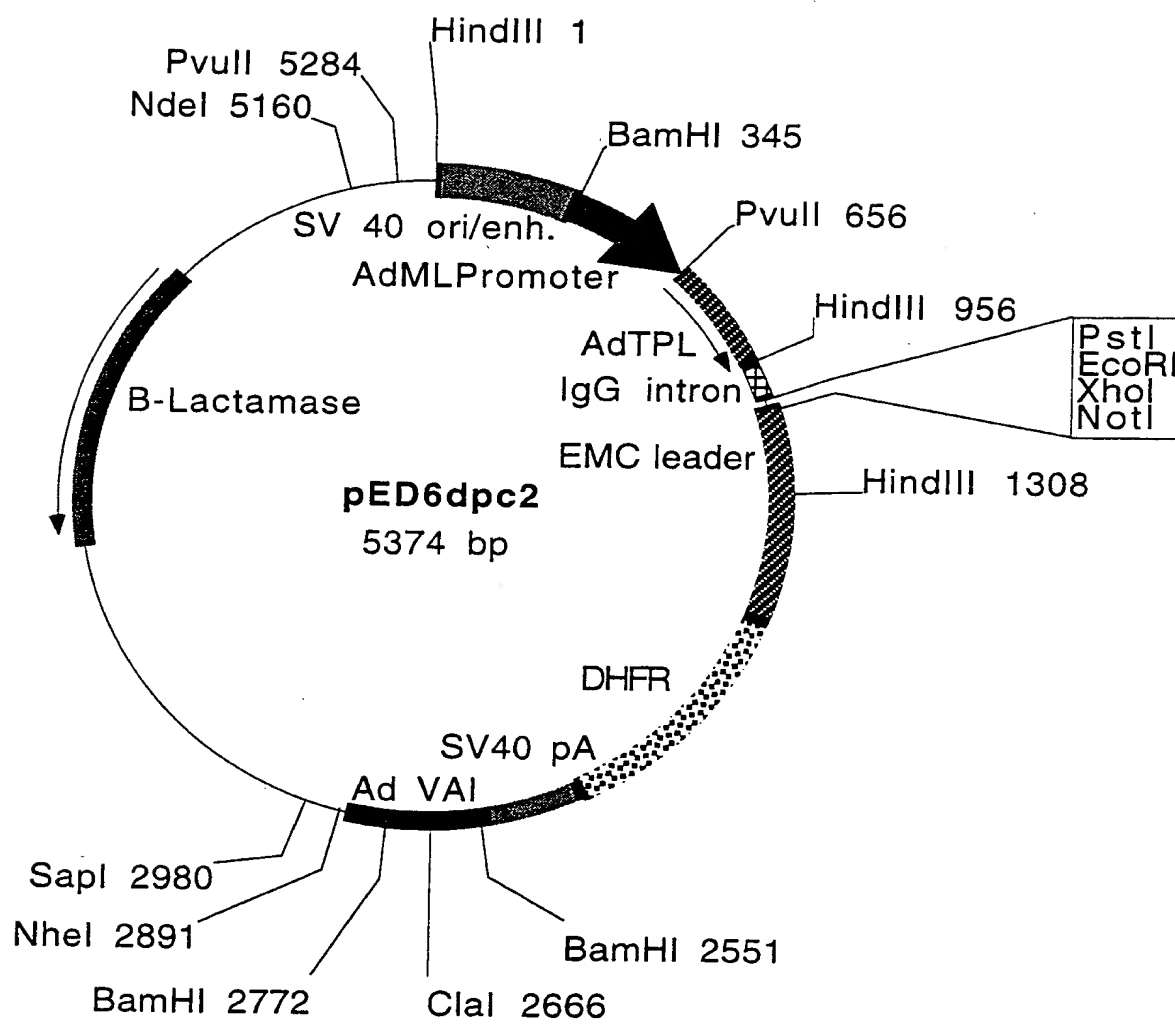 HindIII 1
PvuII 5284
NdeI 5160
BamHI 345
SV 40 ori/enh.
PvuII 656
AdMLPromoter
HindIII 956
AdTPL
PstI
EcoRI
XhoI
NotI
IgG intron
B-Lactamase
EMC leader
HindIII 1308
pED6dpc2
5374 bp
DHFR
SV40 pA
Ad VAI
SapI 2980
NheI 2891
BamHI 2551
BamHI 2772
ClaI 2666